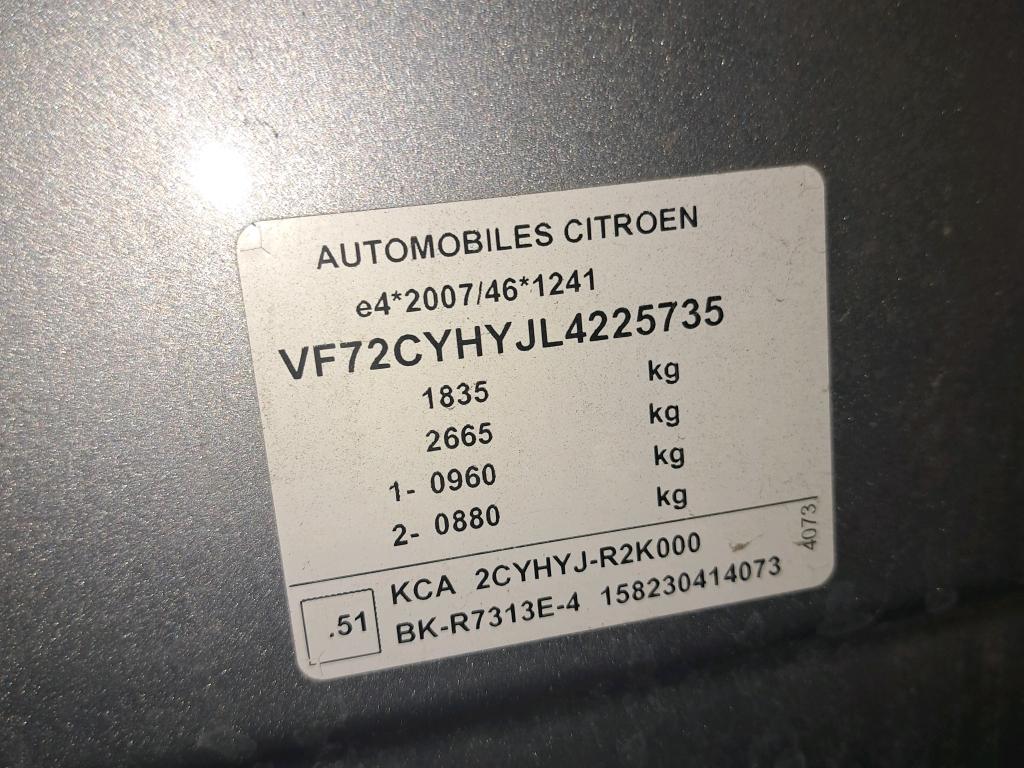 AUTOMOBILES CITROEN
e4*2007/46*1241
VF72CYHYJL4225735
1835 kg
2665 kg
1- 0960 kg
2- 0880 kg
4073
.51
KCA 2CYHYJ-R2K000
BK-R7313E-4 158230414073